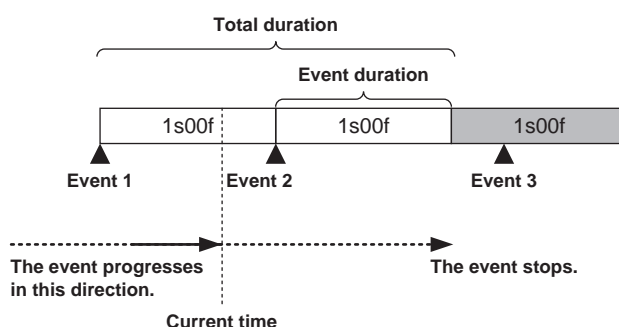 Total duration
Event duration
1s00f 1s00f 1s00f
Event 1 Event 2 Event 3
The event progresses
in this direction.
The event stops.
Current time